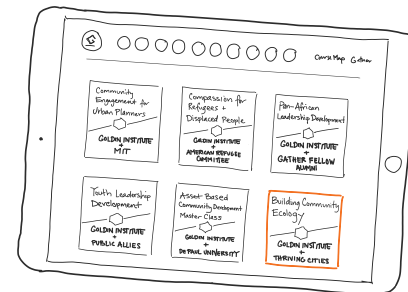 Course Map Gather
Community
Engagement for
Urban Planners
GOLDIN INSTITUTE
+
MIT
Compassion for
Refugees +
Displaced People
GOLDIN INSTITUTE
+
AMERICAN REFUGEE
COMMITTEE
Pan-African
Leadership Development
GOLDIN INSTITUTE
+
GATHER FELLOW
ALUMNI
Youth Leadership
Development
GOLDIN INSTITUTE
+
PUBLIC ALLIES
Asset Based
Community Development
Master Class
GOLDIN INSTITUTE
+
DEPAUL UNIVERSITY
Building Community
Ecology
GOLDIN INSTITUTE
+
THRIVING CITIES